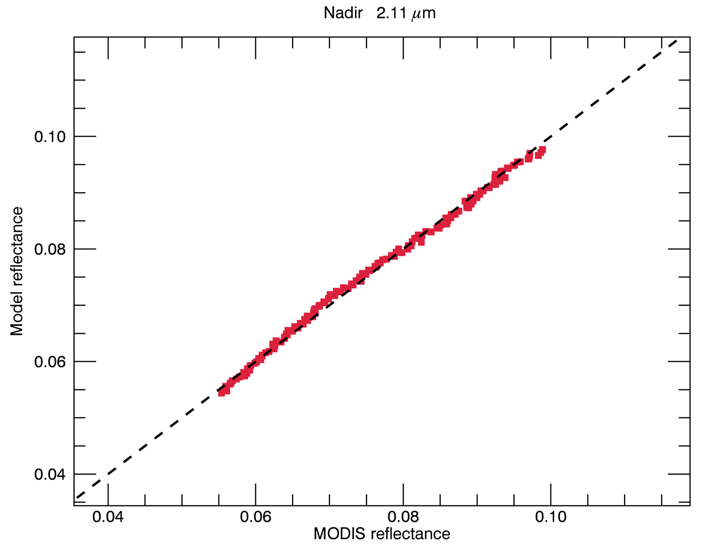 Nadir 2.11 μm
0.10
0.08
0.06
0.04
Model reflectance
0.04 0.06 0.08 0.10
MODIS reflectance